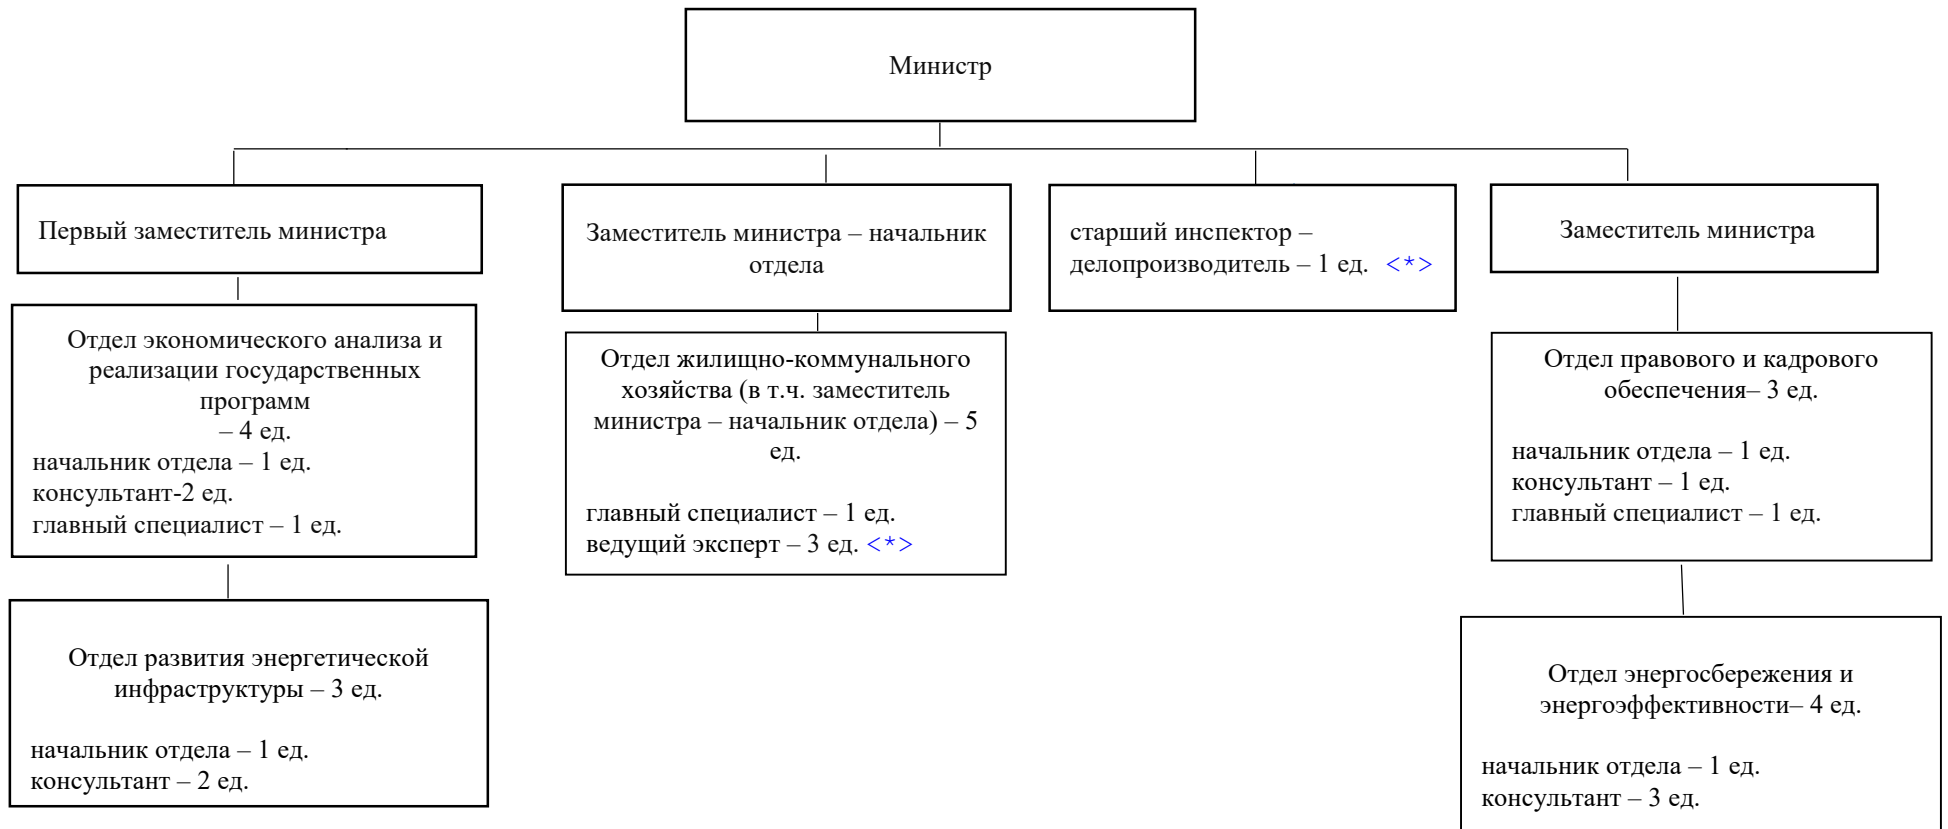 Министр
Первый заместитель министра
Заместитель министра – начальник
отдела
старший инспектор –
делопроизводитель – 1 ед. <*>
Заместитель министра
Отдел экономического анализа и
реализации государственных
программ
– 4 ед.
начальник отдела – 1 ед.
консультант-2 ед.
главный специалист – 1 ед.
Отдел жилищно-коммунального
хозяйства (в т.ч. заместитель
министра – начальник отдела) – 5
ед.
главный специалист – 1 ед.
ведущий эксперт – 3 ед. <*>
Отдел правового и кадрового
обеспечения– 3 ед.
начальник отдела – 1 ед.
консультант – 1 ед.
главный специалист – 1 ед.
Отдел развития энергетической
инфраструктуры – 3 ед.
начальник отдела – 1 ед.
консультант – 2 ед.
Отдел энергосбережения и
энергоэффективности– 4 ед.
начальник отдела – 1 ед.
консультант – 3 ед.